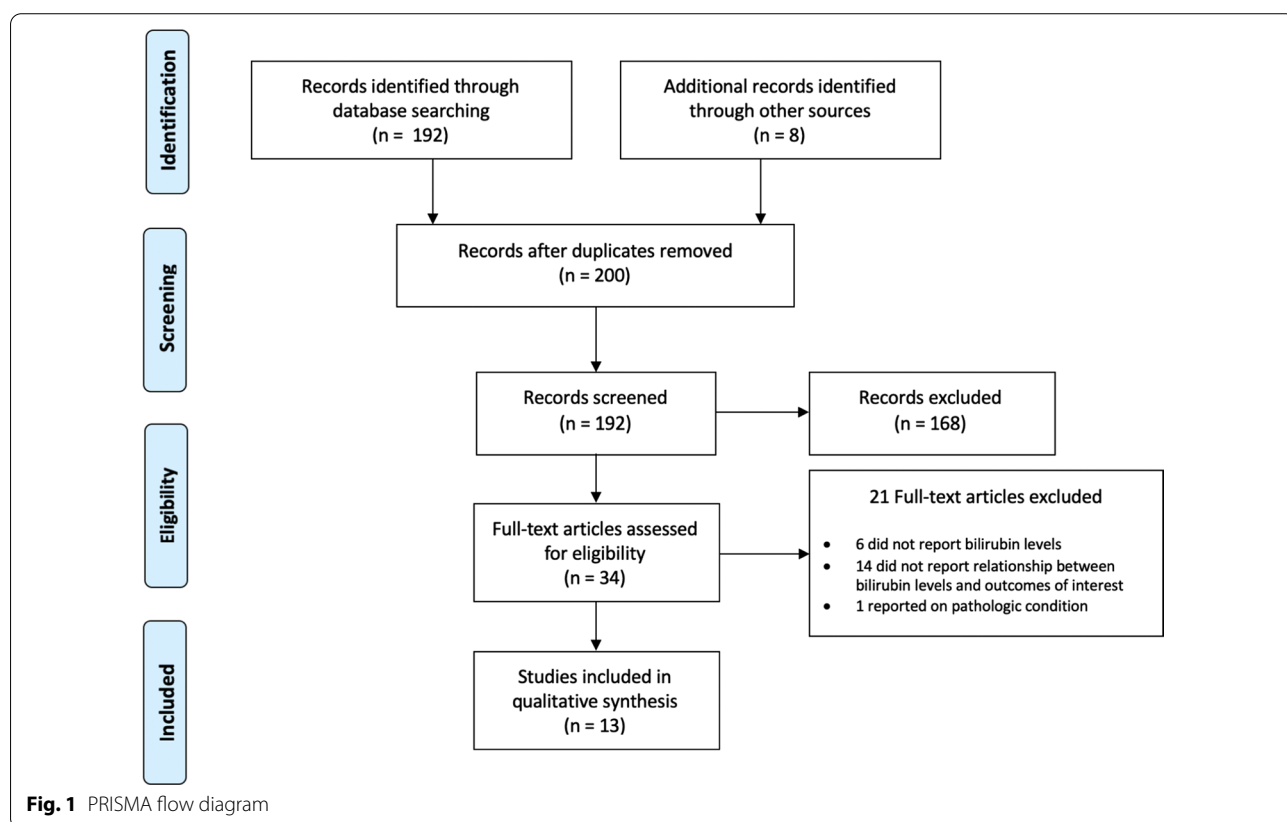 Identification
Records identified through
database searching
(n = 192)
Additional records identified
through other sources
(n = 8)
Screening
Records after duplicates removed
(n = 200)
Records screened
(n = 192)
Records excluded
(n = 168)
Eligibility
Full-text articles assessed
for eligibility
(n = 34)
21 Full-text articles excluded
• 6 did not report bilirubin levels
• 14 did not report relationship between
bilirubin levels and outcomes of interest
• 1 reported on pathologic condition
Included
Studies included in
qualitative synthesis
(n = 13)
Fig. 1 PRISMA flow diagram